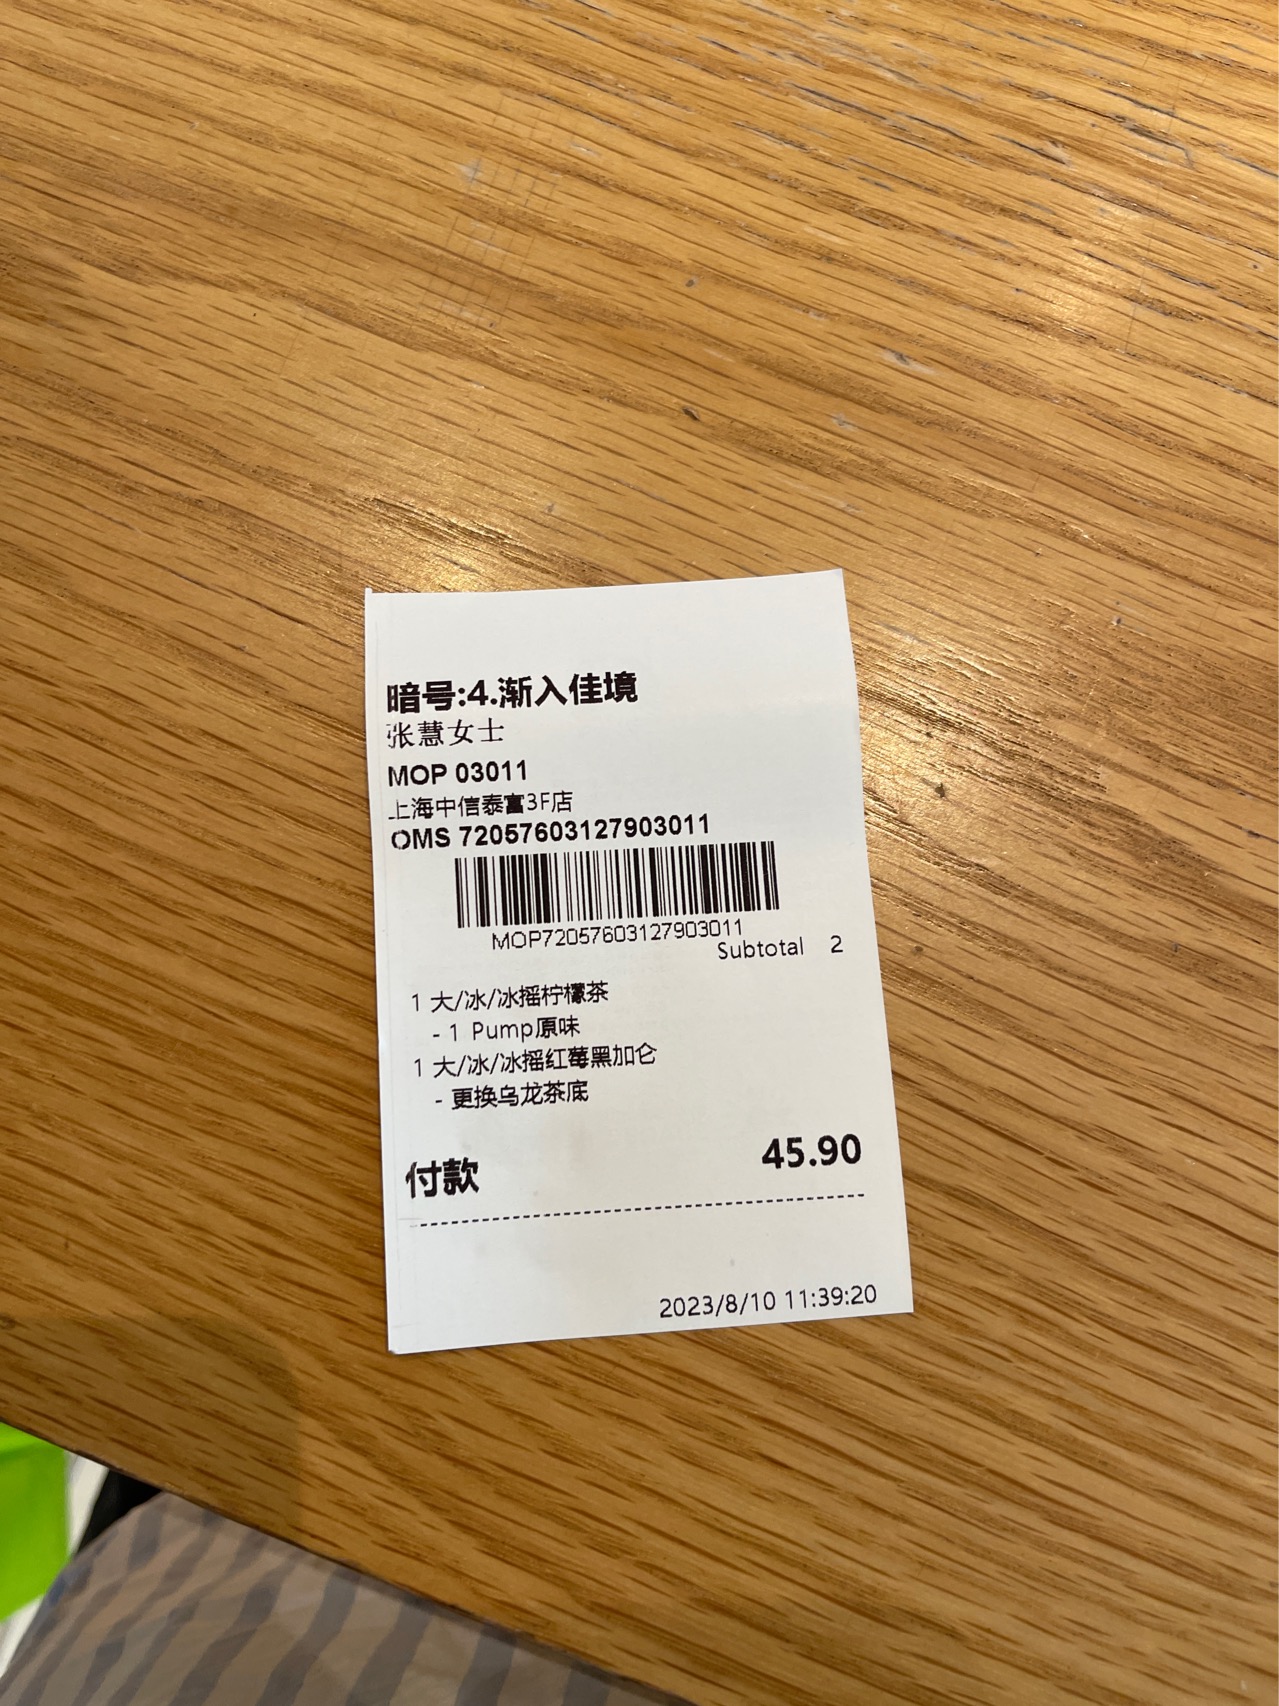 暗号:4.渐入佳境
张慧女士
MOP 03011
上海中信泰富3F店
OMS 72057603127903011
MOP72057603127903011
Subtotal 2
1 大/冰/冰摇柠檬茶
- 1 Pump原味
1 大/冰/冰摇红莓黑加仑
- 更换乌龙茶底
付款 45.90
2023/8/10 11:39:20